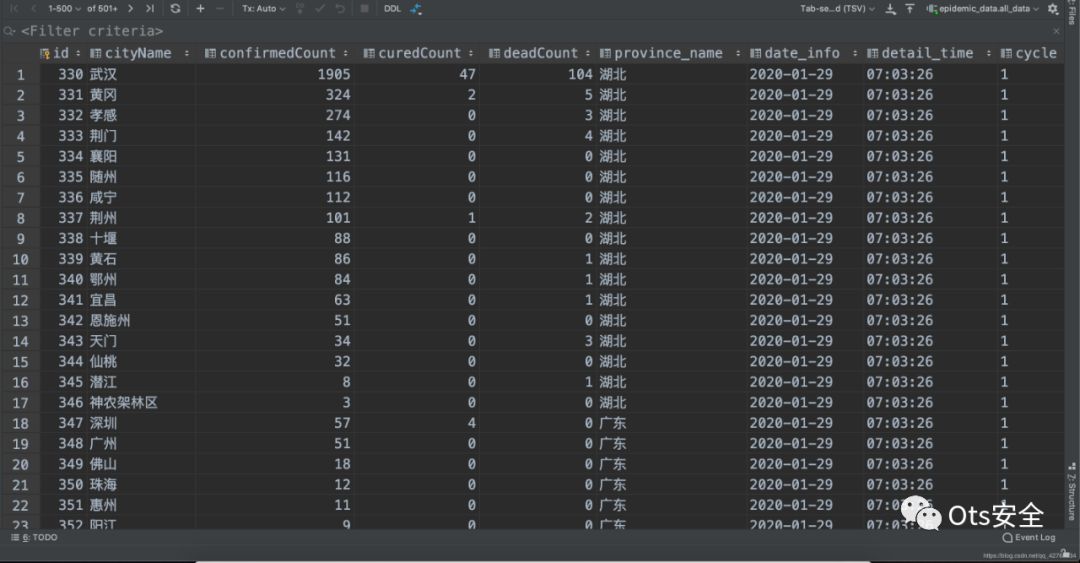 1-500 of 501+ Tx: Auto DDL Tab-se…d (TSV) epidemic_data.all_data
<Filter criteria>
id cityName confirmedCount curedCount deadCount province_name date_info detail_time cycle
1 330 武汉 1905 47 104 湖北 2020-01-29 07:03:26 1
2 331 黄冈 324 2 5 湖北 2020-01-29 07:03:26 1
3 332 孝感 274 0 3 湖北 2020-01-29 07:03:26 1
4 333 荆门 142 0 4 湖北 2020-01-29 07:03:26 1
5 334 襄阳 131 0 0 湖北 2020-01-29 07:03:26 1
6 335 随州 116 0 0 湖北 2020-01-29 07:03:26 1
7 336 咸宁 112 0 0 湖北 2020-01-29 07:03:26 1
8 337 荆州 101 1 2 湖北 2020-01-29 07:03:26 1
9 338 十堰 88 0 0 湖北 2020-01-29 07:03:26 1
10 339 黄石 86 0 1 湖北 2020-01-29 07:03:26 1
11 340 鄂州 84 0 1 湖北 2020-01-29 07:03:26 1
12 341 宜昌 63 0 1 湖北 2020-01-29 07:03:26 1
13 342 恩施州 51 0 0 湖北 2020-01-29 07:03:26 1
14 343 天门 34 0 3 湖北 2020-01-29 07:03:26 1
15 344 仙桃 32 0 0 湖北 2020-01-29 07:03:26 1
16 345 潜江 8 0 1 湖北 2020-01-29 07:03:26 1
17 346 神农架林区 3 0 0 湖北 2020-01-29 07:03:26 1
18 347 深圳 57 4 0 广东 2020-01-29 07:03:26 1
19 348 广州 51 0 0 广东 2020-01-29 07:03:26 1
20 349 佛山 18 0 0 广东 2020-01-29 07:03:26 1
21 350 珠海 12 0 0 广东 2020-01-29 07:03:26 1
22 351 惠州 11 0 0 广东 2020-01-29 07:03:26 1
23 352 阳江 9 0 0 广东 2020-01-29 07:03:26 1
Files
Z: Structure
Ots安全
6: TODO Event Log